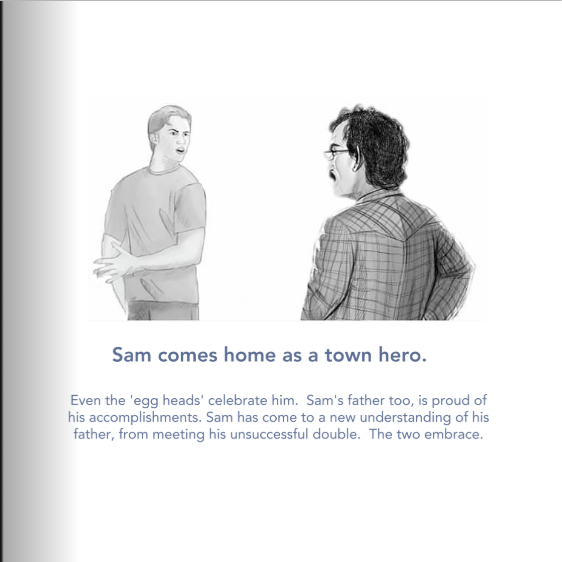 Sam comes home as a town hero.
Even the 'egg heads' celebrate him.  Sam's father too, is proud of
his accomplishments. Sam has come to a new understanding of his
father, from meeting his unsuccessful double.  The two embrace.